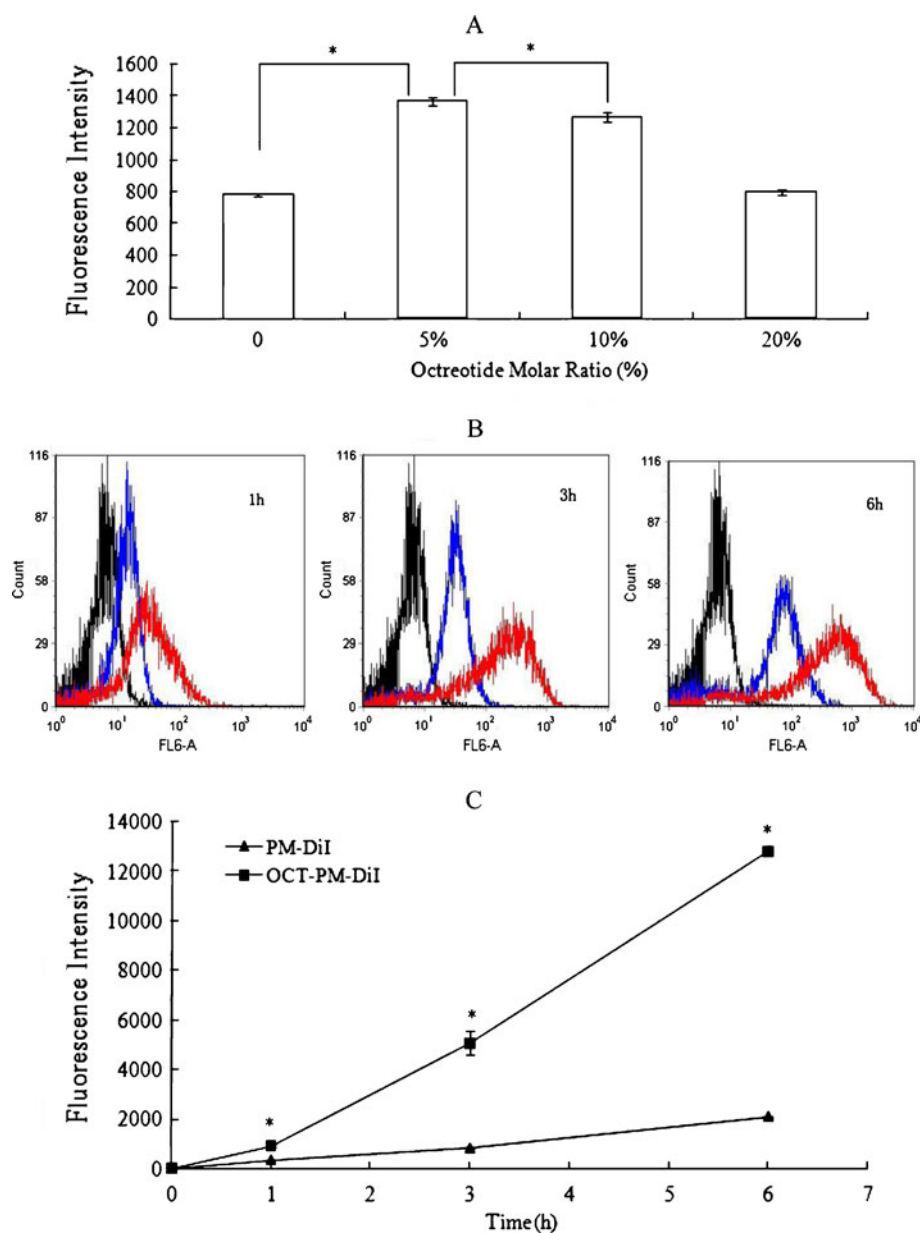 A
*
*
1600
1400
1200
1000
800
600
400
200
0
Fluorescence Intensity
0 5% 10% 20%
Octreotide Molar Ratio (%)
B
116
87
58
29
Count
1h
10⁰ 10¹ 10² 10³ 10⁴
FL6-A
116
87
58
29
Count
3h
10⁰ 10¹ 10² 10³ 10⁴
FL6-A
116
87
58
29
Count
6h
10⁰ 10¹ 10² 10³ 10⁴
FL6-A
C
14000
12000
10000
8000
6000
4000
2000
0
Fluorescence Intensity
PM-DiI
OCT-PM-DiI
*
*
*
0 1 2 3 4 5 6 7
Time(h)